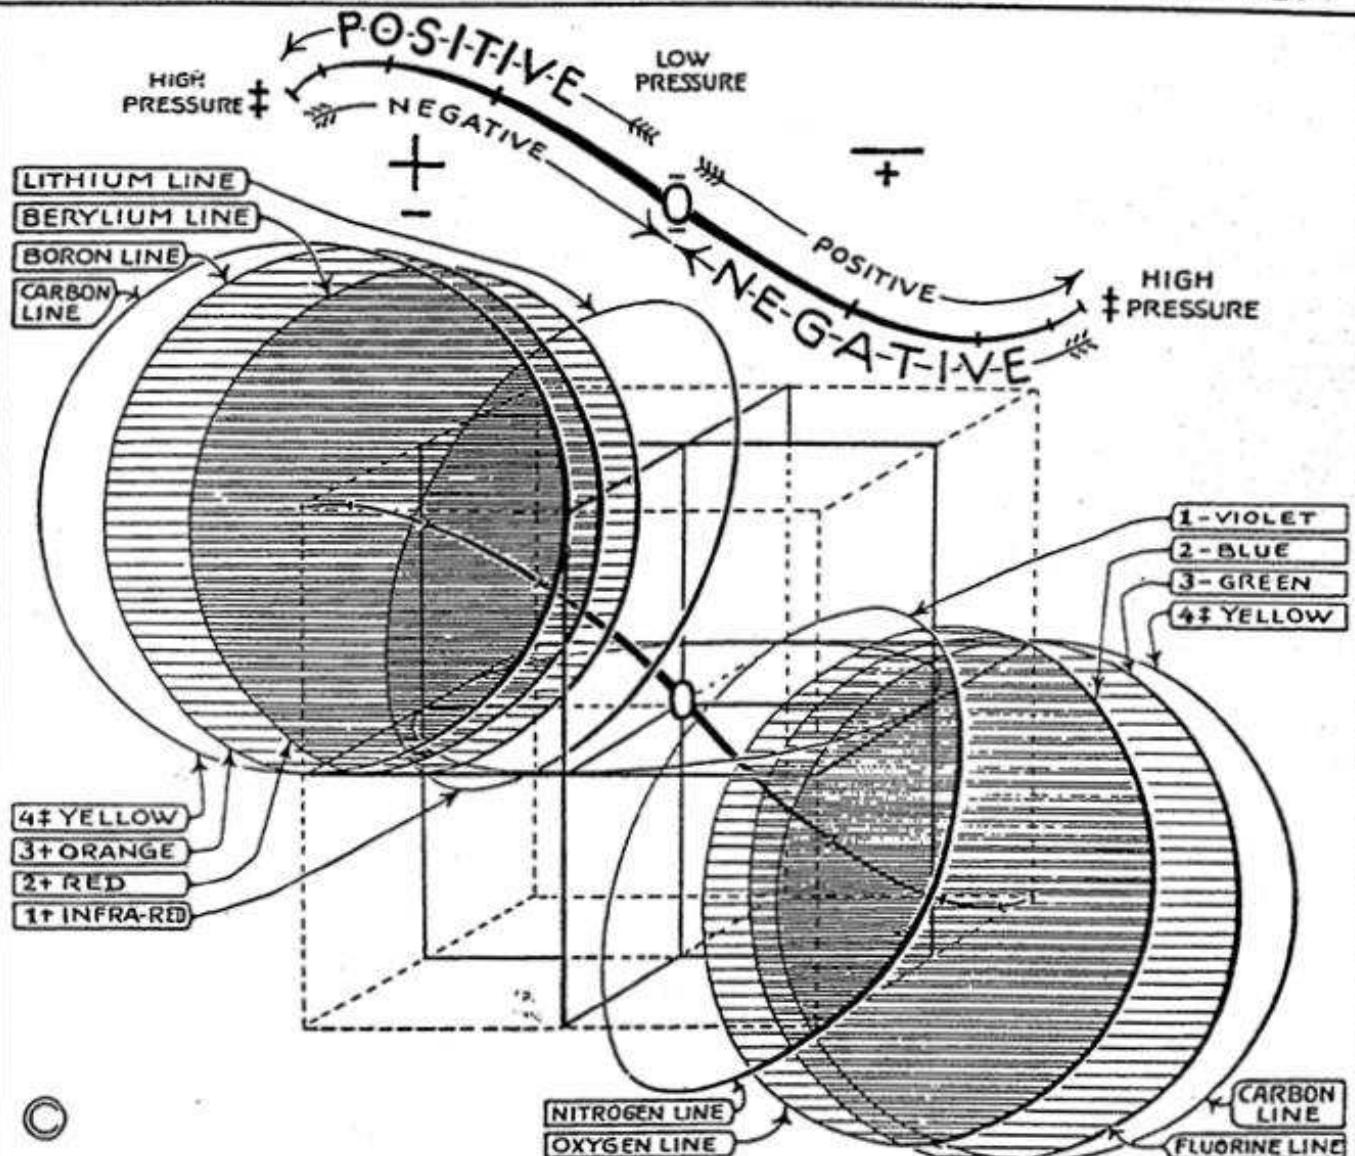 P-O-S-I-T-I-V-E
HIGH
PRESSURE ‡
LOW
PRESSURE
NEGATIVE
+
-
-
+
LITHIUM LINE
BERYLIUM LINE
BORON LINE
CARBON
LINE
O
POSITIVE
N-E-G-A-T-I-V-E
HIGH
‡ PRESSURE
1-VIOLET
2-BLUE
3-GREEN
4‡ YELLOW
O
4‡ YELLOW
3+ORANGE
2+ RED
1+ INFRA-RED
NITROGEN LINE
OXYGEN LINE
CARBON
LINE
FLUORINE LINE
©